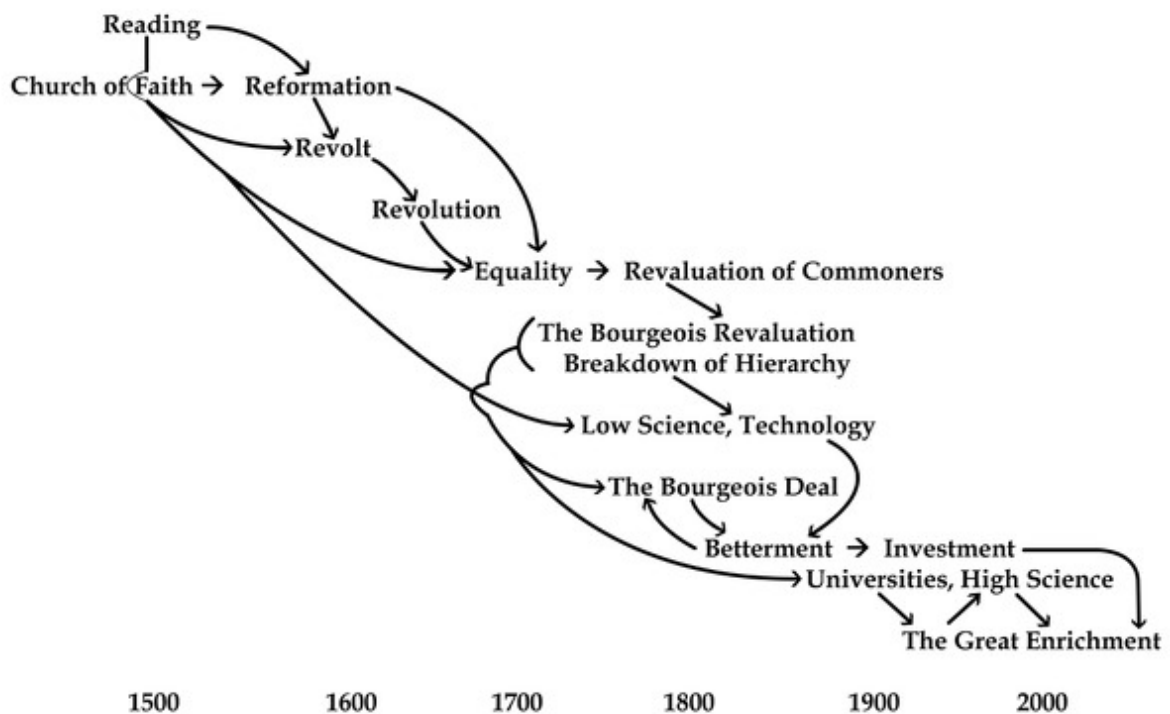 Reading
Church of Faith → Reformation
Revolt
Revolution
Equality → Revaluation of Commoners
The Bourgeois Revaluation
Breakdown of Hierarchy
Low Science, Technology
The Bourgeois Deal
Betterment → Investment
Universities, High Science
The Great Enrichment
1500 1600 1700 1800 1900 2000